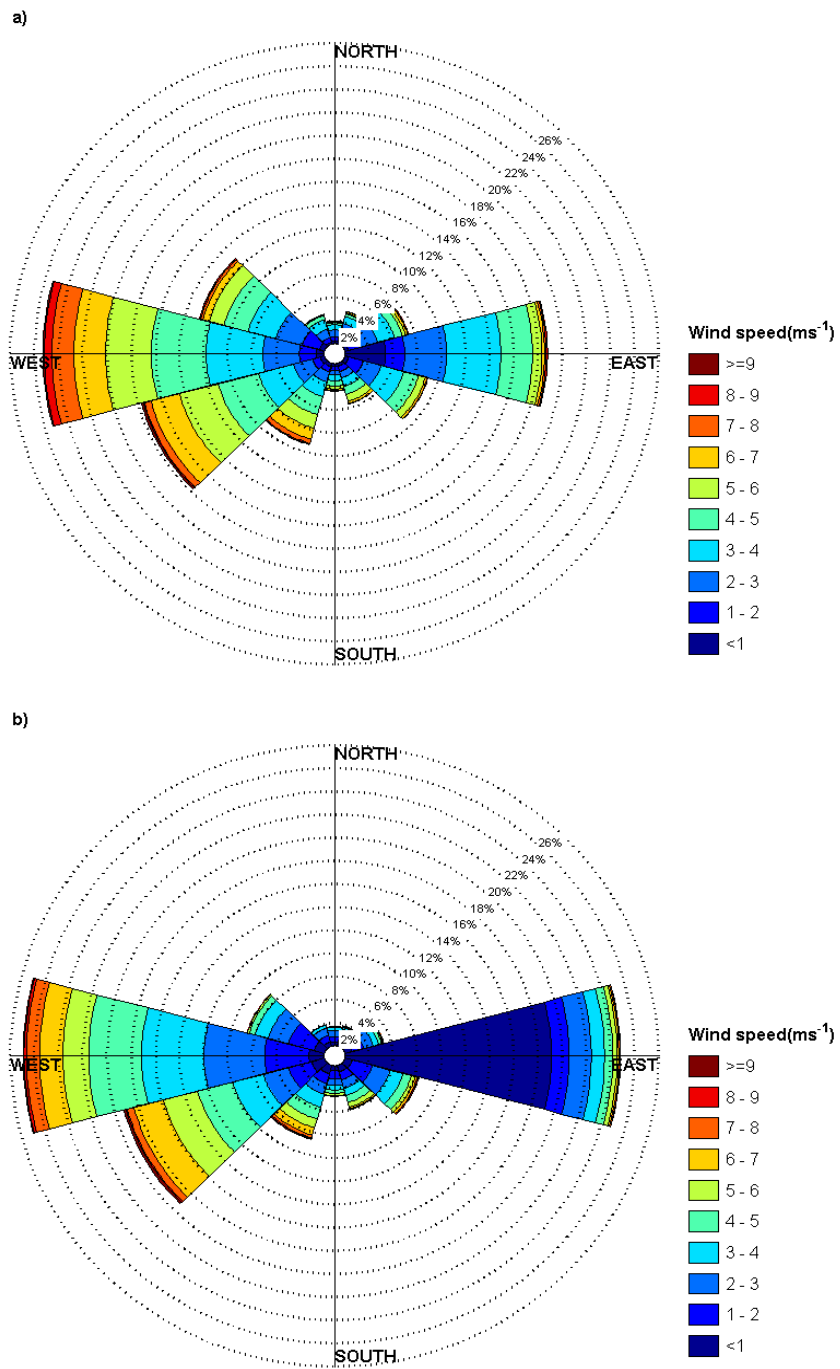 a)
NORTH
26%
24%
22%
20%
18%
16%
14%
12%
10%
8%
6%
4%
2%
WEST
EAST
SOUTH
Wind speed(ms⁻¹)
>=9
8 - 9
7 - 8
6 - 7
5 - 6
4 - 5
3 - 4
2 - 3
1 - 2
<1
b)
NORTH
26%
24%
22%
20%
18%
16%
14%
12%
10%
8%
6%
4%
2%
WEST
EAST
SOUTH
Wind speed(ms⁻¹)
>=9
8 - 9
7 - 8
6 - 7
5 - 6
4 - 5
3 - 4
2 - 3
1 - 2
<1